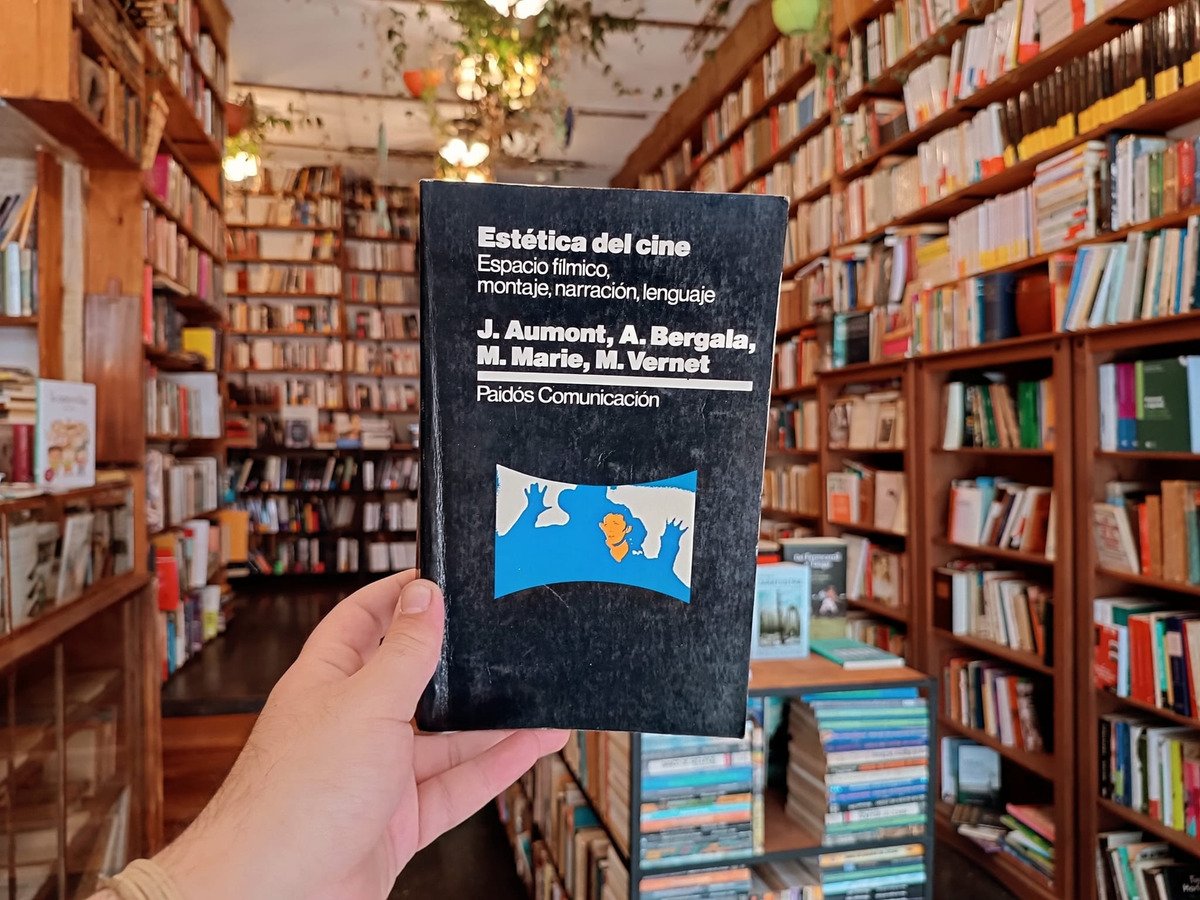 Estética del cine
Espacio fílmico,
montaje, narración, lenguaje
J. Aumont, A. Bergala,
M. Marie, M. Vernet
Paidós Comunicación